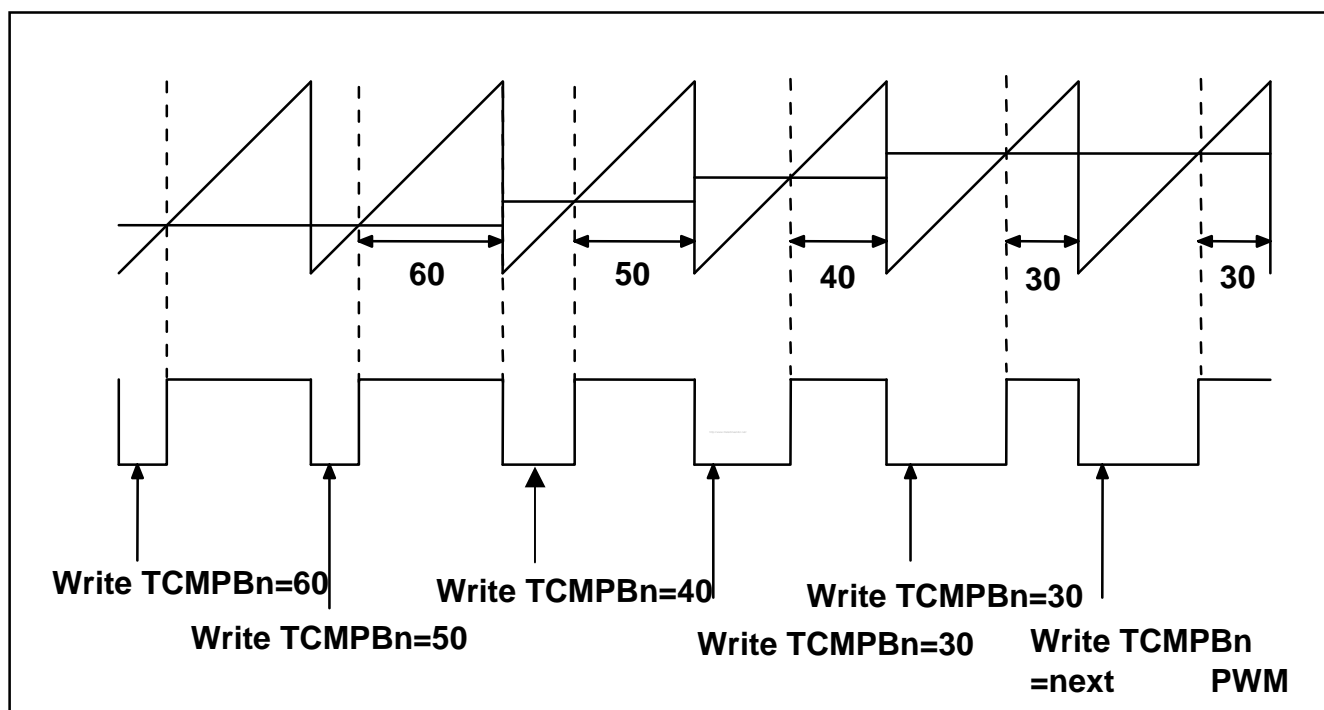 60
50
40
30
30
Write TCMPBn=60
Write TCMPBn=40
Write TCMPBn=30
Write TCMPBn=50
Write TCMPBn=30
Write TCMPBn
=next PWM